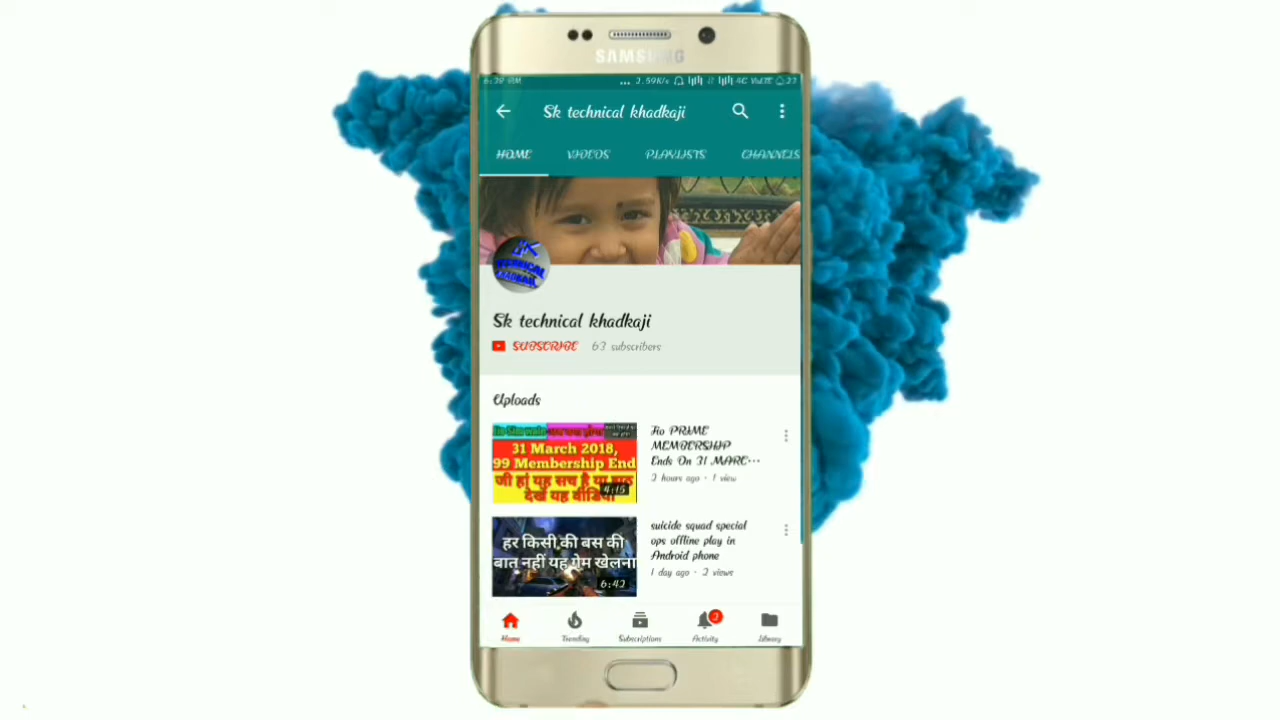 SAMSUNG
2.59K/s
Sk technical khadkaji
HOME VIDEOS PLAYLISTS CHANNELS
Sk technical khadkaji
SUBSCRIBE 63 subscribers
Uploads
31 March 2018,
99 Membership End
जी हां यह सच है या झूठ
देखें यह वीडियो
4:15
Jio PRIME
MEMBERSHIP
Ends On 31 MARC...
2 hours ago · 1 view
हर किसी,की बस की
बात नहीं यह गेम खेलना
6:42
suicide squad special
ops offline play in
Android phone
1 day ago · 2 views
Home Trending Subscriptions Activity Library